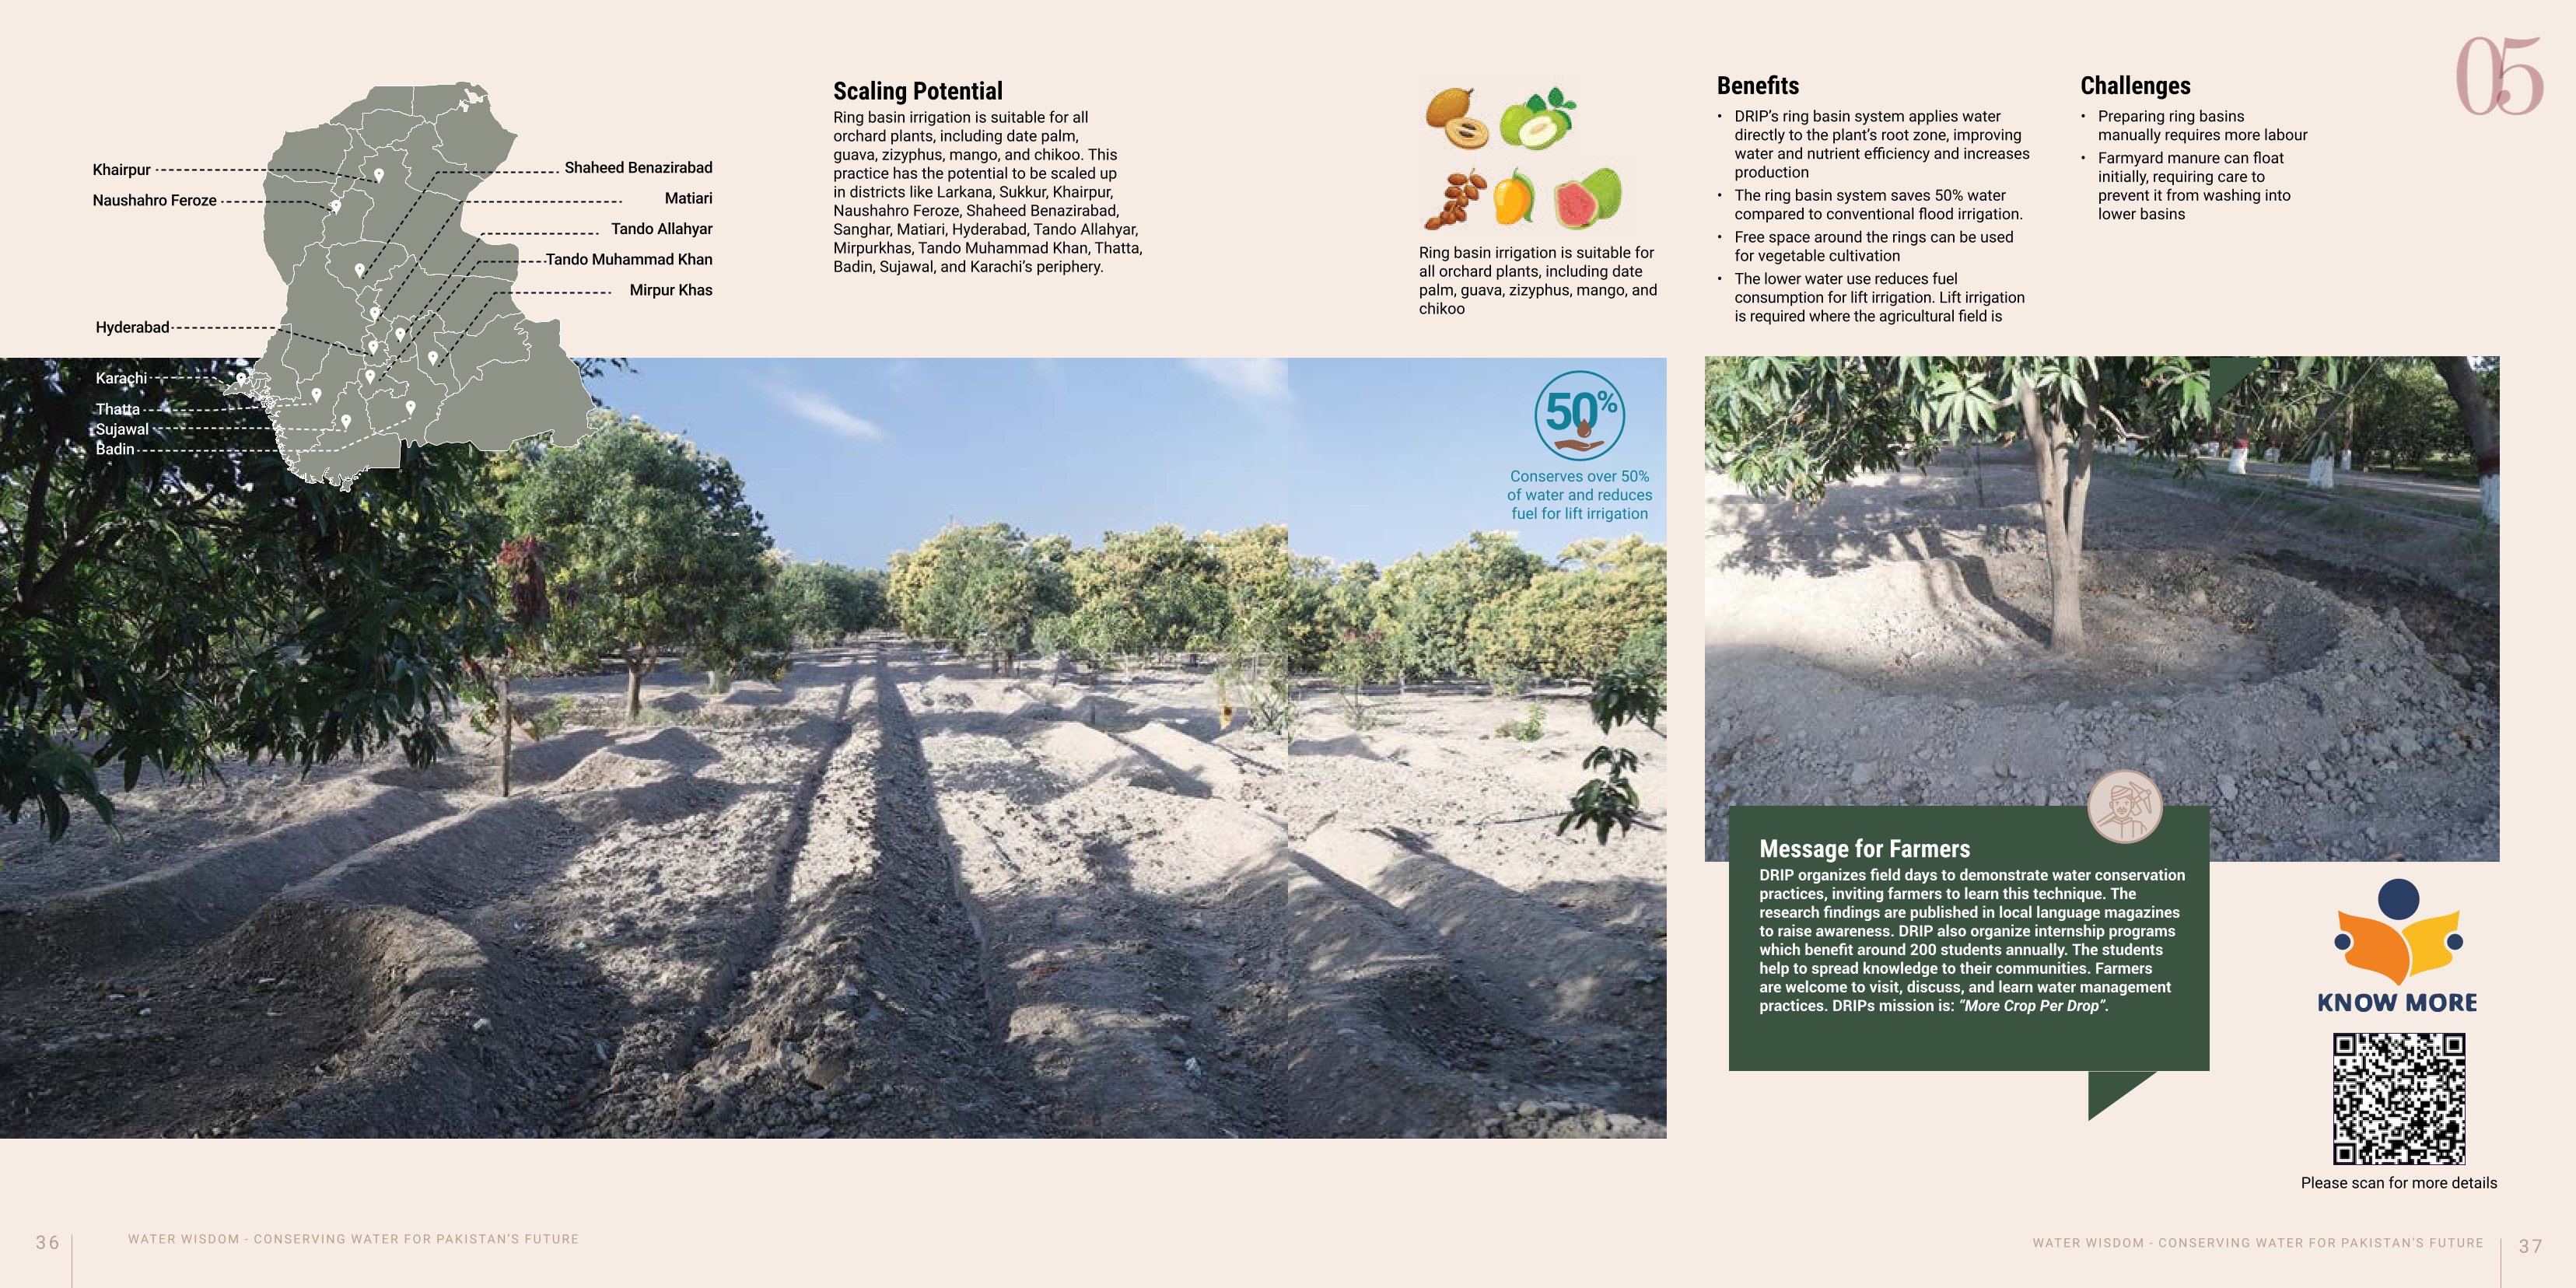 Khairpur
Naushahro Feroze
Hyderabad
Karachi
Thatta
Sujawal
Badin
Shaheed Benazirabad
Matiari
Tando Allahyar
Tando Muhammad Khan
Mirpur Khas
Scaling Potential
Ring basin irrigation is suitable for all
orchard plants, including date palm,
guava, zizyphus, mango, and chikoo. This
practice has the potential to be scaled up
in districts like Larkana, Sukkur, Khairpur,
Naushahro Feroze, Shaheed Benazirabad,
Sanghar, Matiari, Hyderabad, Tando Allahyar,
Mirpurkhas, Tando Muhammad Khan, Thatta,
Badin, Sujawal, and Karachi’s periphery.
Ring basin irrigation is suitable for
all orchard plants, including date
palm, guava, zizyphus, mango, and
chikoo
50%
Conserves over 50%
of water and reduces
fuel for lift irrigation
05
Benefits
• DRIP’s ring basin system applies water
directly to the plant’s root zone, improving
water and nutrient efficiency and increases
production
• The ring basin system saves 50% water
compared to conventional flood irrigation.
• Free space around the rings can be used
for vegetable cultivation
• The lower water use reduces fuel
consumption for lift irrigation. Lift irrigation
is required where the agricultural field is
Challenges
• Preparing ring basins
manually requires more labour
• Farmyard manure can float
initially, requiring care to
prevent it from washing into
lower basins
Message for Farmers
DRIP organizes field days to demonstrate water conservation
practices, inviting farmers to learn this technique. The
research findings are published in local language magazines
to raise awareness. DRIP also organize internship programs
which benefit around 200 students annually. The students
help to spread knowledge to their communities. Farmers
are welcome to visit, discuss, and learn water management
practices. DRIPs mission is: “More Crop Per Drop”.
KNOW MORE
Please scan for more details
36
WATER WISDOM - CONSERVING WATER FOR PAKISTAN’S FUTURE
WATER WISDOM - CONSERVING WATER FOR PAKISTAN’S FUTURE
37